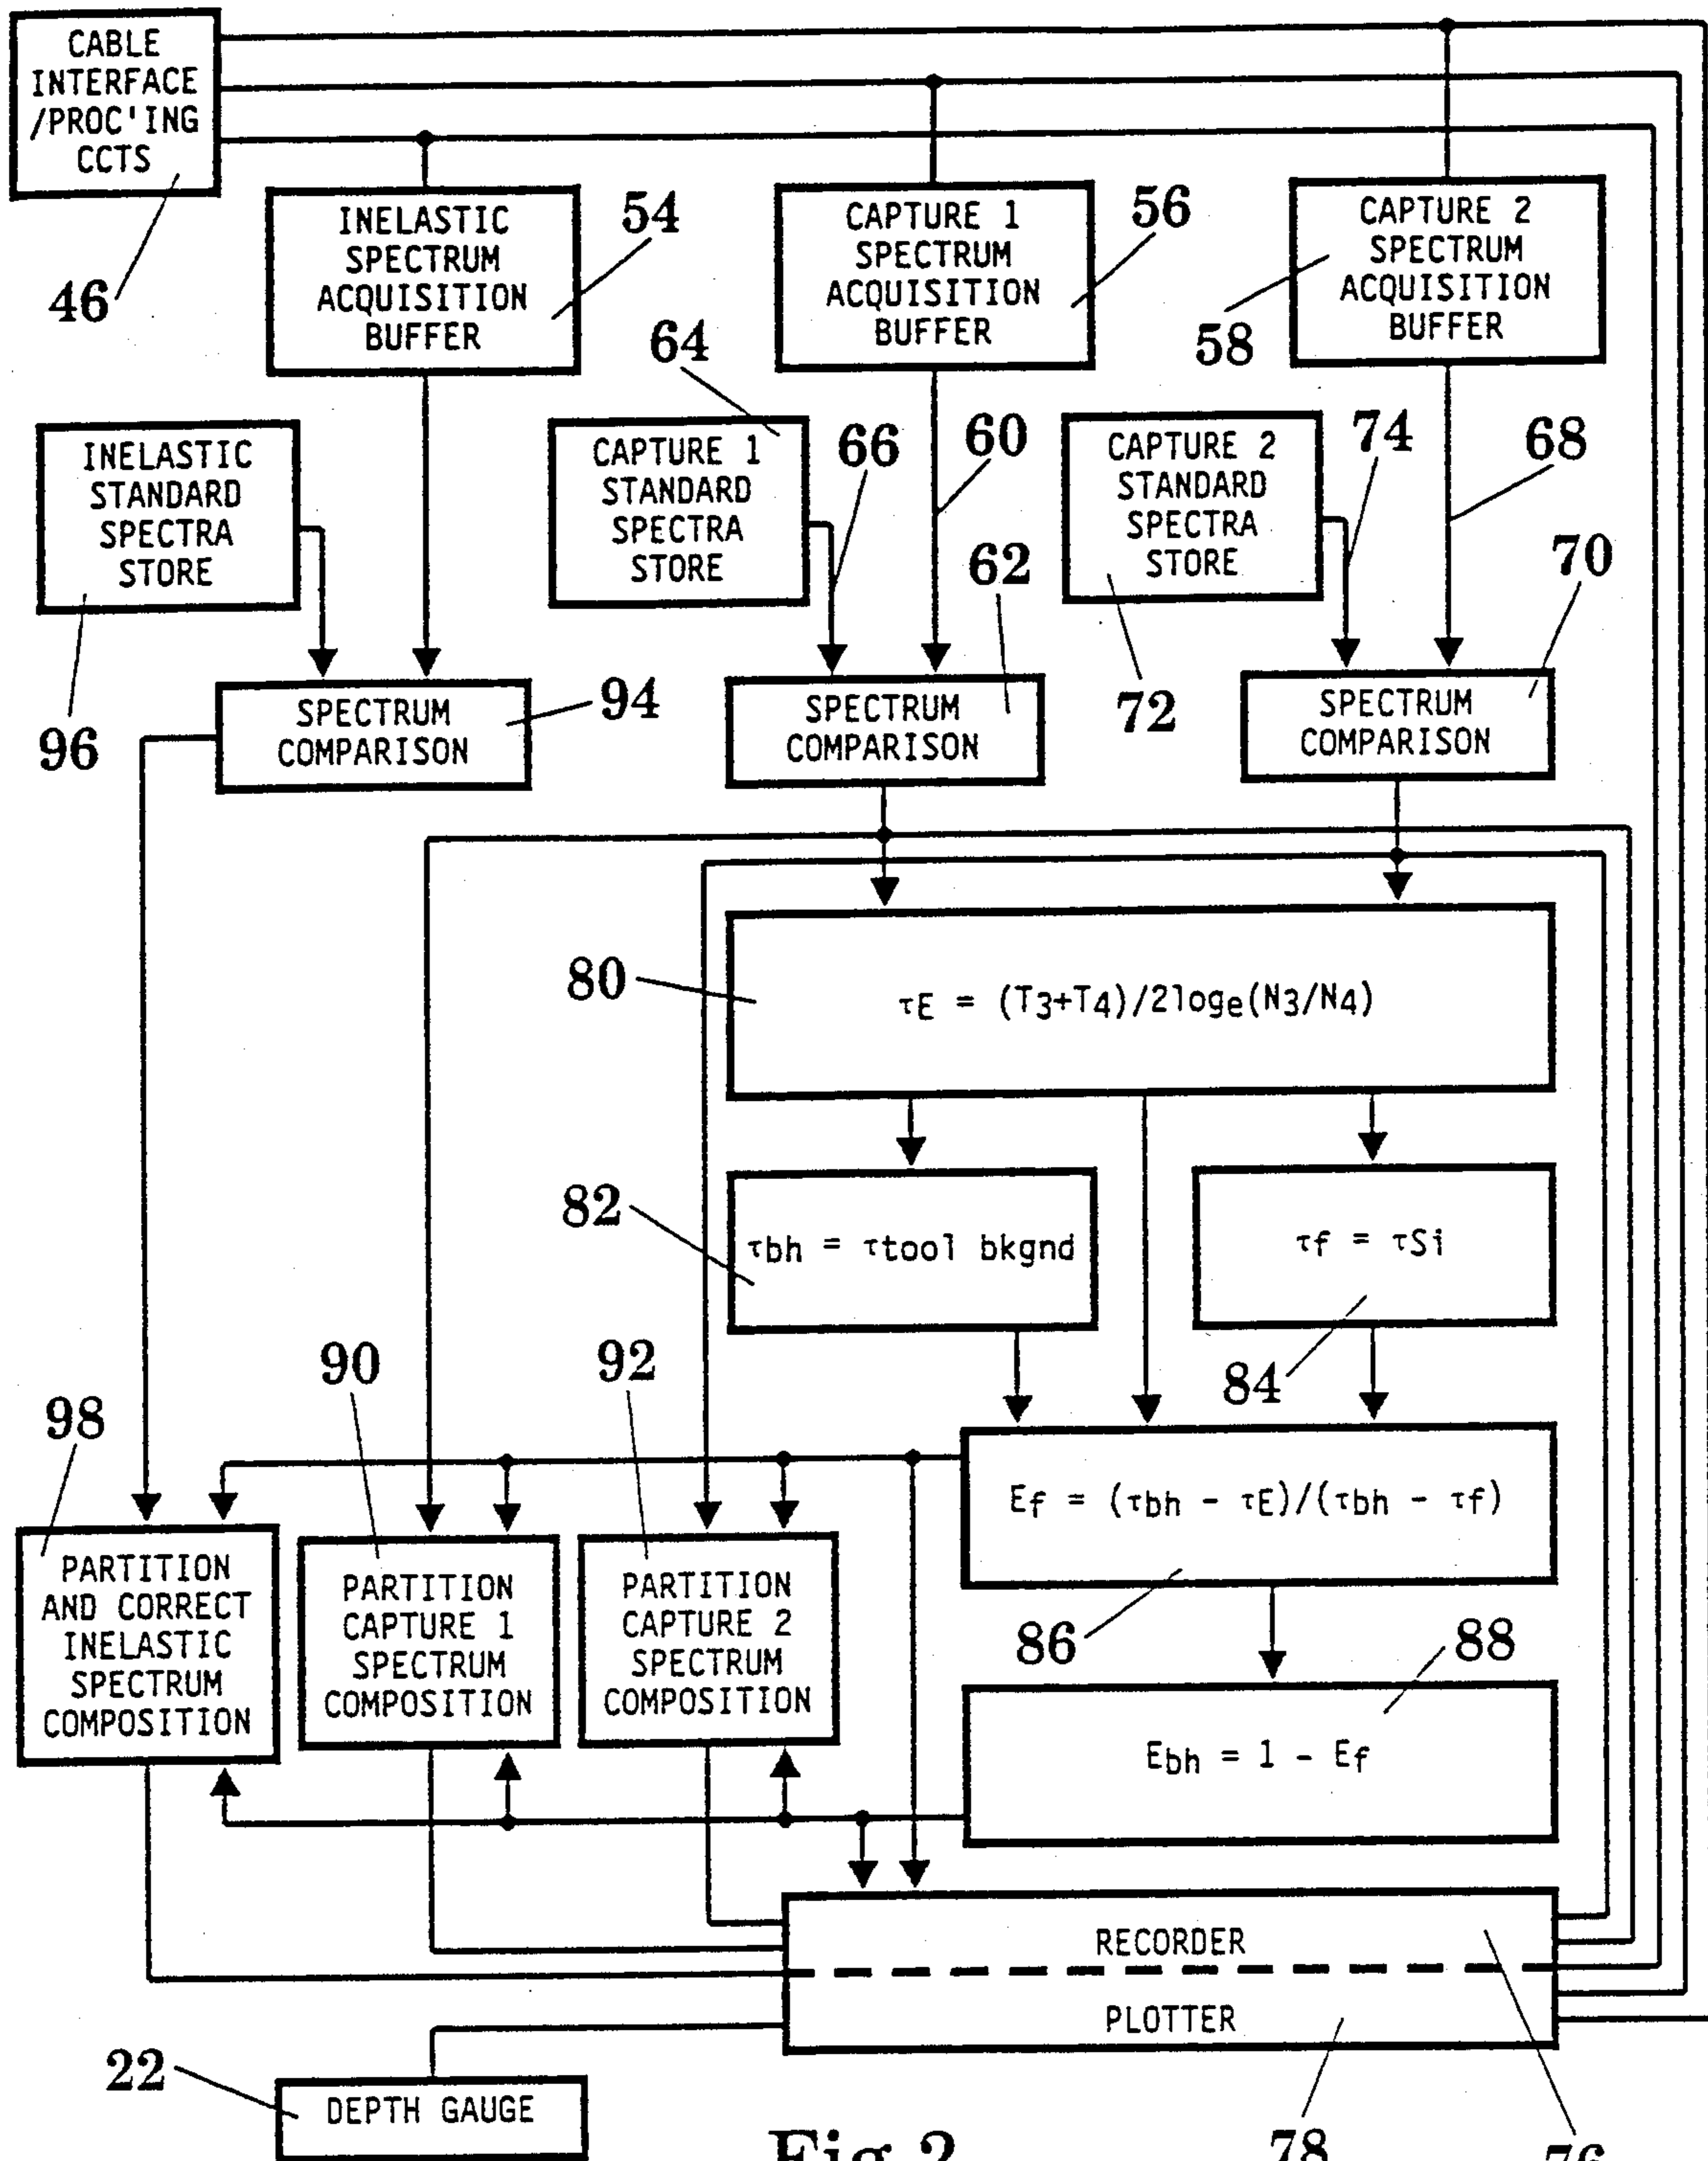 CABLE
INTERFACE
/PROC'ING
CCTS
46
INELASTIC
SPECTRUM
ACQUISITION
BUFFER
54
CAPTURE 1
SPECTRUM
ACQUISITION
BUFFER
56
CAPTURE 2
SPECTRUM
ACQUISITION
BUFFER
58
INELASTIC
STANDARD
SPECTRA
STORE
96
64
CAPTURE 1
STANDARD
SPECTRA
STORE
66
60
CAPTURE 2
STANDARD
SPECTRA
STORE
72
74
68
SPECTRUM
COMPARISON
94
SPECTRUM
COMPARISON
62
SPECTRUM
COMPARISON
70
80
τE = (T3+T4)/2loge(N3/N4)
82
τbh = τtool bkgnd
τf = τSi
84
98
90
92
Ef = (τbh - τE)/(τbh - τf)
86
PARTITION
AND CORRECT
INELASTIC
SPECTRUM
COMPOSITION
PARTITION
CAPTURE 1
SPECTRUM
COMPOSITION
PARTITION
CAPTURE 2
SPECTRUM
COMPOSITION
88
Ebh = 1 - Ef
RECORDER
PLOTTER
22
DEPTH GAUGE
Fig 2
78
76